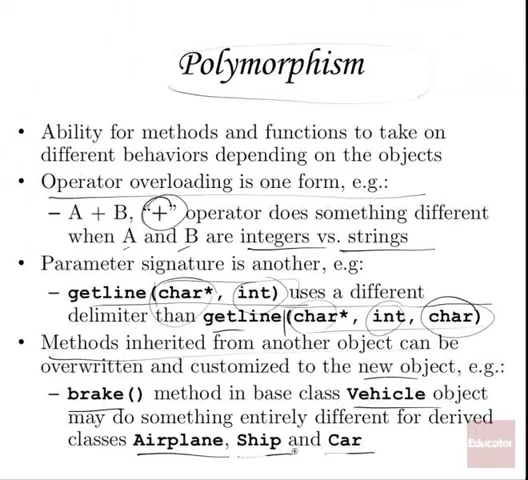 Polymorphism
• Ability for methods and functions to take on
different behaviors depending on the objects
• Operator overloading is one form, e.g.:
– A + B, “+” operator does something different
when A and B are integers vs. strings
• Parameter signature is another, e.g:
– getline(char*, int) uses a different
delimiter than getline(char*, int, char)
• Methods inherited from another object can be
overwritten and customized to the new object, e.g.:
– brake() method in base class Vehicle object
may do something entirely different for derived
classes Airplane, Ship and Car
Educator